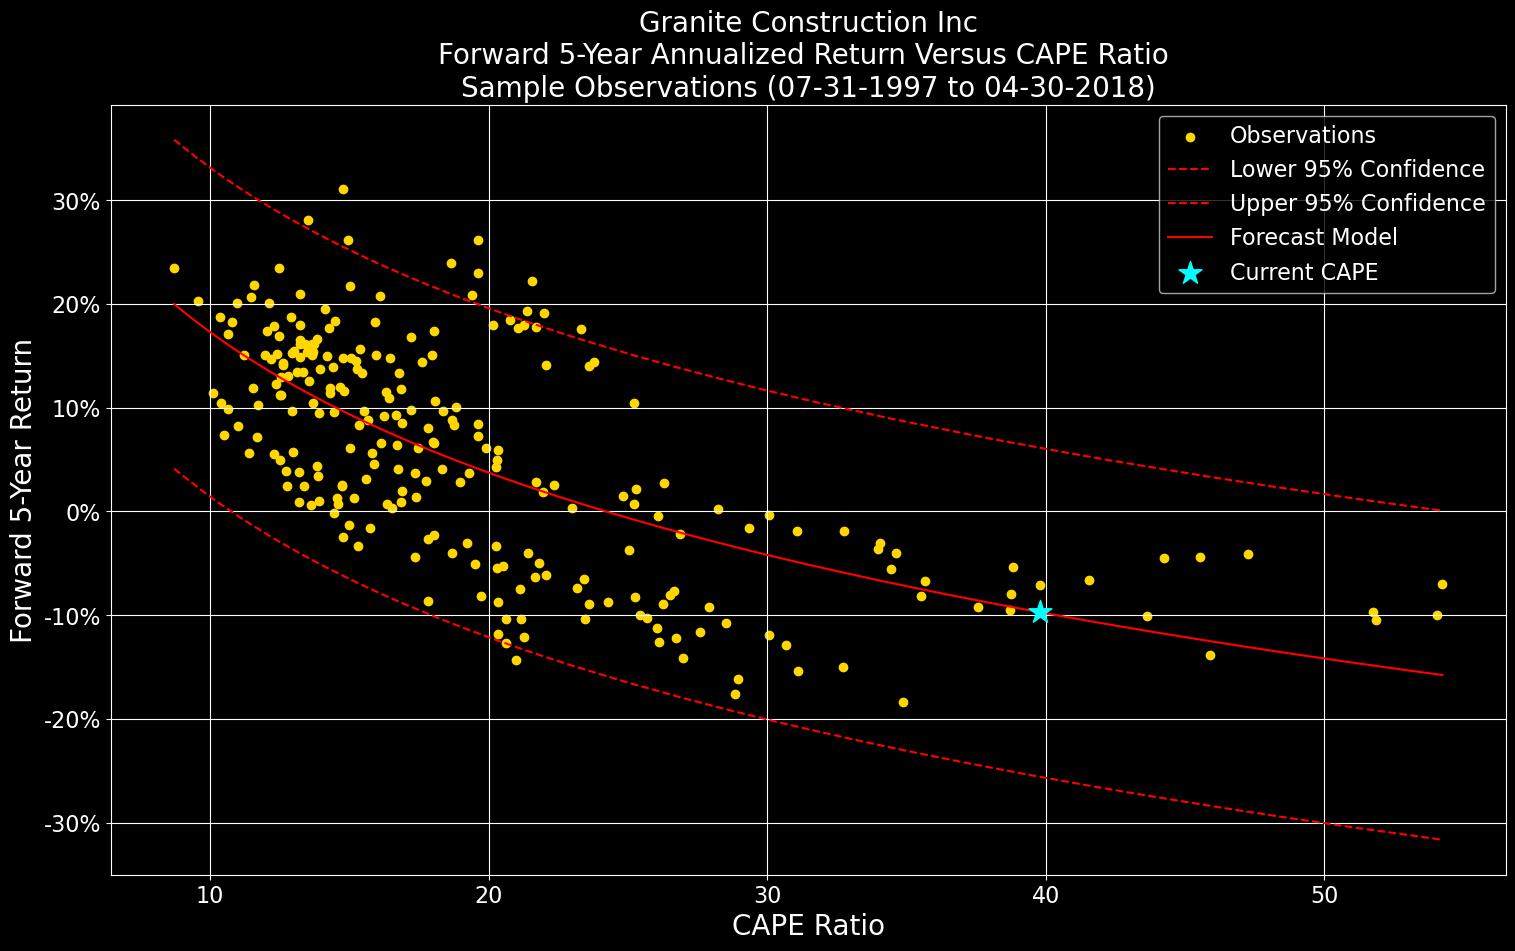 Granite Construction Inc
Forward 5-Year Annualized Return Versus CAPE Ratio
Sample Observations (07-31-1997 to 04-30-2018)
Observations
Lower 95% Confidence
Upper 95% Confidence
Forecast Model
Current CAPE
Forward 5-Year Return
30%
20%
10%
0%
-10%
-20%
-30%
10 20 30 40 50
CAPE Ratio